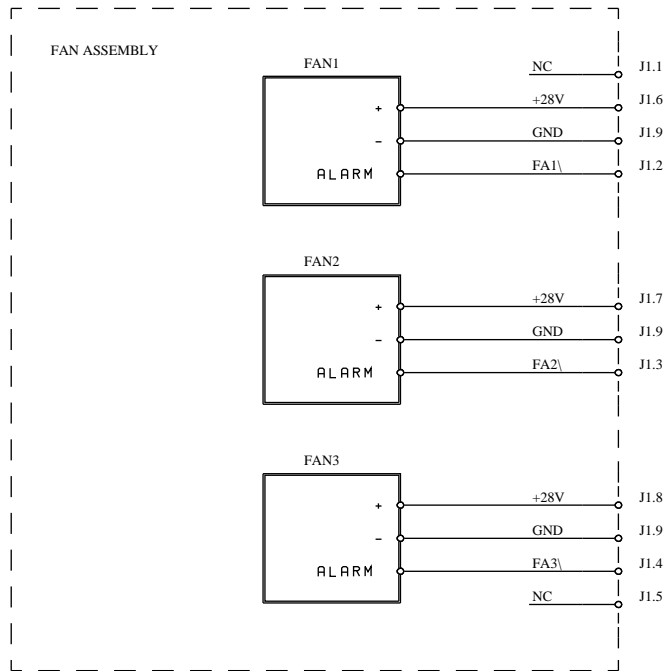 FAN ASSEMBLY
FAN1
NC J1.1
+ +28V J1.6
- GND J1.9
ALARM FA1\ J1.2
FAN2
+ +28V J1.7
- GND J1.9
ALARM FA2\ J1.3
FAN3
+ +28V J1.8
- GND J1.9
ALARM FA3\ J1.4
NC J1.5